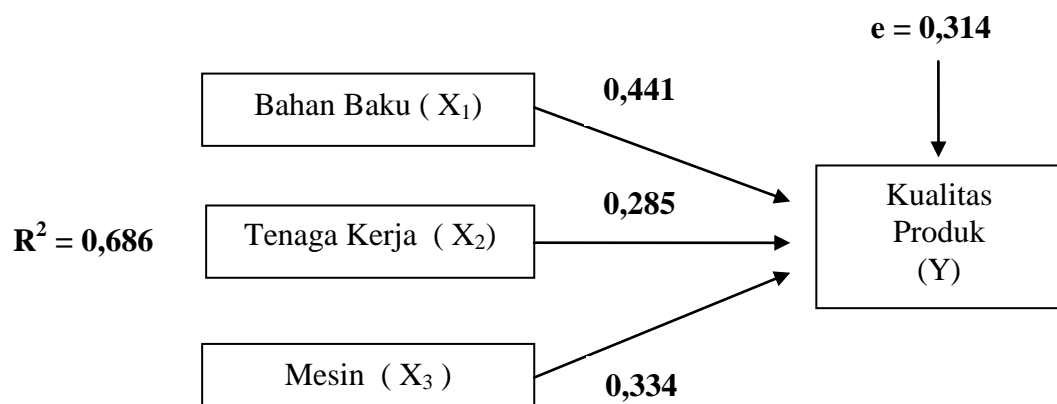 e = 0,314
Bahan Baku ( X₁)
0,441
R² = 0,686
Tenaga Kerja ( X₂)
0,285
Kualitas
Produk
(Y)
Mesin ( X₃ )
0,334